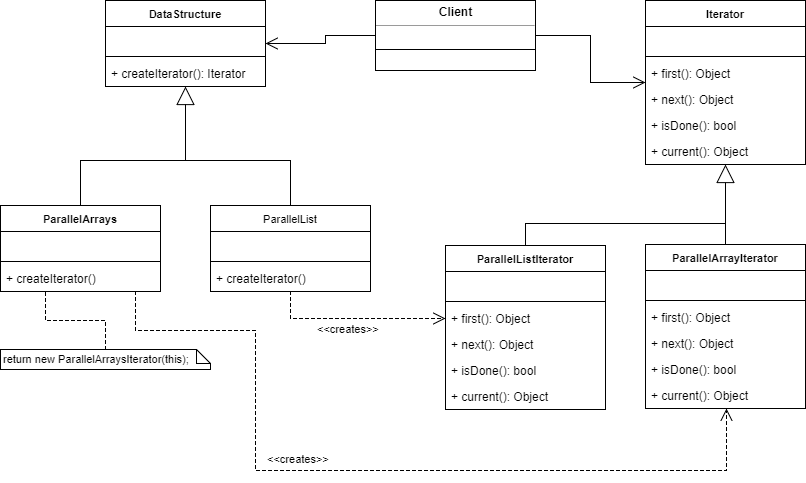 DataStructure
+ createIterator(): Iterator
Client
Iterator
+ first(): Object
+ next(): Object
+ isDone(): bool
+ current(): Object
ParallelArrays
+ createIterator()
ParallelList
+ createIterator()
ParallelListIterator
+ first(): Object
+ next(): Object
+ isDone(): bool
+ current(): Object
ParallelArrayIterator
+ first(): Object
+ next(): Object
+ isDone(): bool
+ current(): Object
<<creates>>
return new ParallelArraysIterator(this);
<<creates>>